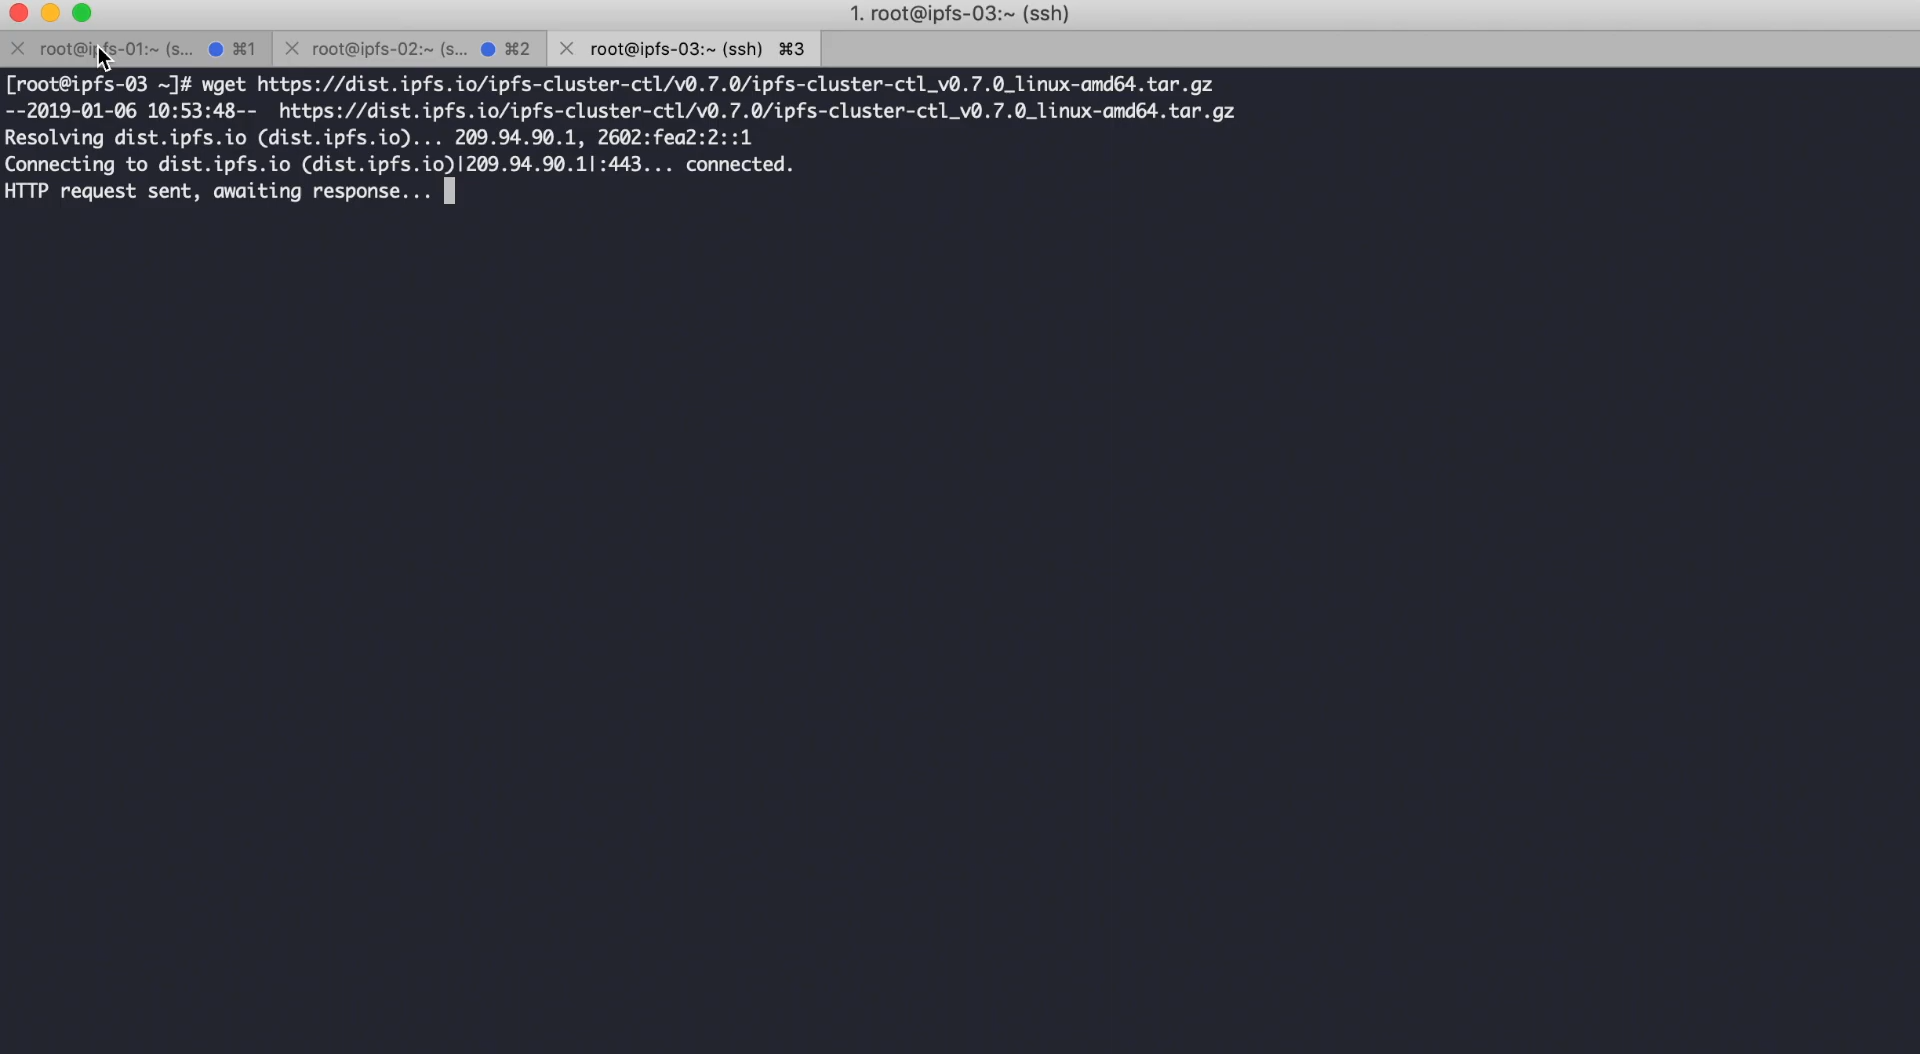 1. root@ipfs-03:~ (ssh)
root@ipfs-01:~ (s... ⌘1
root@ipfs-02:~ (s... ⌘2
root@ipfs-03:~ (ssh) ⌘3
[root@ipfs-03 ~]# wget https://dist.ipfs.io/ipfs-cluster-ctl/v0.7.0/ipfs-cluster-ctl_v0.7.0_linux-amd64.tar.gz
--2019-01-06 10:53:48--  https://dist.ipfs.io/ipfs-cluster-ctl/v0.7.0/ipfs-cluster-ctl_v0.7.0_linux-amd64.tar.gz
Resolving dist.ipfs.io (dist.ipfs.io)... 209.94.90.1, 2602:fea2:2::1
Connecting to dist.ipfs.io (dist.ipfs.io)|209.94.90.1|:443... connected.
HTTP request sent, awaiting response...